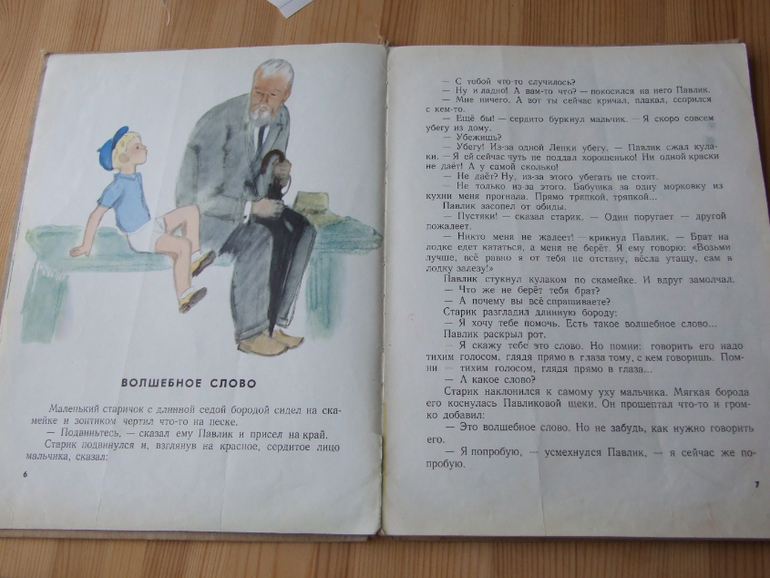 ВОЛШЕБНОЕ СЛОВО
Маленький старичок с длинной седой бородой сидел на ска-
мейке и зонтиком чертил что-то на песке.
— Подвиньтесь, — сказал ему Павлик и присел на край.
Старик подвинулся и, взглянув на красное, сердитое лицо
мальчика, сказал:
6
— С тобой что-то случилось?
— Ну и ладно! А вам-то что? — покосился на него Павлик.
— Мне ничего. А вот ты сейчас кричал, плакал, ссорился
с кем-то.
— Ещё бы! — сердито буркнул мальчик. — Я скоро совсем
убегу из дому.
— Убежишь?
— Убегу! Из-за одной Ленки убегу. — Павлик сжал кула-
ки. — Я ей сейчас чуть не поддал хорошенько! Ни одной краски
не даёт! А у самой сколько!
— Не даёт? Ну, из-за этого убегать не стоит.
— Не только из-за этого. Бабушка за одну морковку из
кухни меня прогнала. Прямо тряпкой, тряпкой...
Павлик засопел от обиды.
— Пустяки! — сказал старик. — Один поругает — другой
пожалеет.
— Никто меня не жалеет! — крикнул Павлик. — Брат на
лодке едет кататься, а меня не берёт. Я ему говорю: «Возьми
лучше, всё равно я от тебя не отстану, вёсла утащу, сам в
лодку залезу!»
Павлик стукнул кулаком по скамейке. И вдруг замолчал.
— Что же не берёт тебя брат?
— А почему вы всё спрашиваете?
Старик разгладил длинную бороду:
— Я хочу тебе помочь. Есть такое волшебное слово...
Павлик раскрыл рот.
— Я скажу тебе это слово. Но помни: говорить его надо
тихим голосом, глядя прямо в глаза тому, с кем говоришь. Пом-
ни — тихим голосом, глядя прямо в глаза...
— А какое слово?
Старик наклонился к самому уху мальчика. Мягкая борода
его коснулась Павликовой щеки. Он прошептал что-то и гром-
ко добавил:
— Это волшебное слово. Но не забудь, как нужно говорить
его.
— Я попробую, — усмехнулся Павлик, — я сейчас же по-
пробую.
7